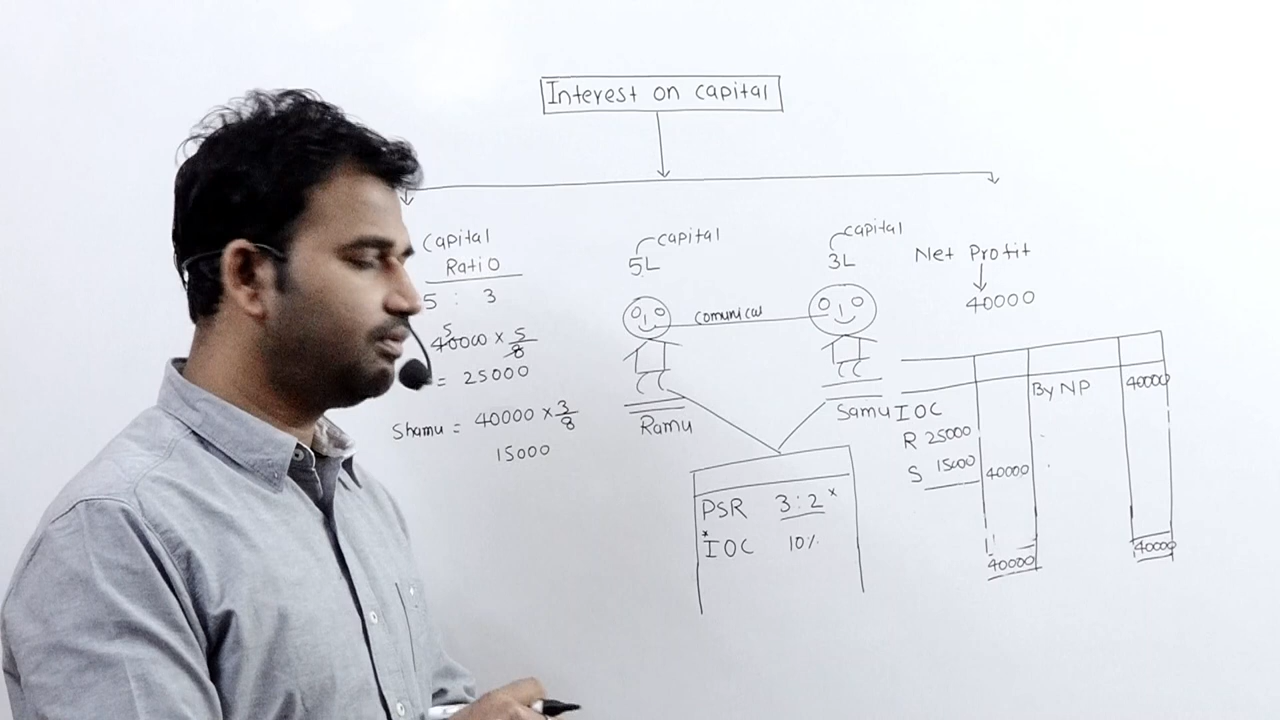 Interest on capital
Capital
Ratio
5 : 3
40000 × 5/8
5
= 25000
Shamu = 40000 × 3/8
15000
capital
5L
capital
3L
comunical
Ramu
Samu
PSR 3:2 *
* IOC 10%
Net Profit
40000
By NP 40000
IOC
R 25000
S 15000 40000
40000 40000